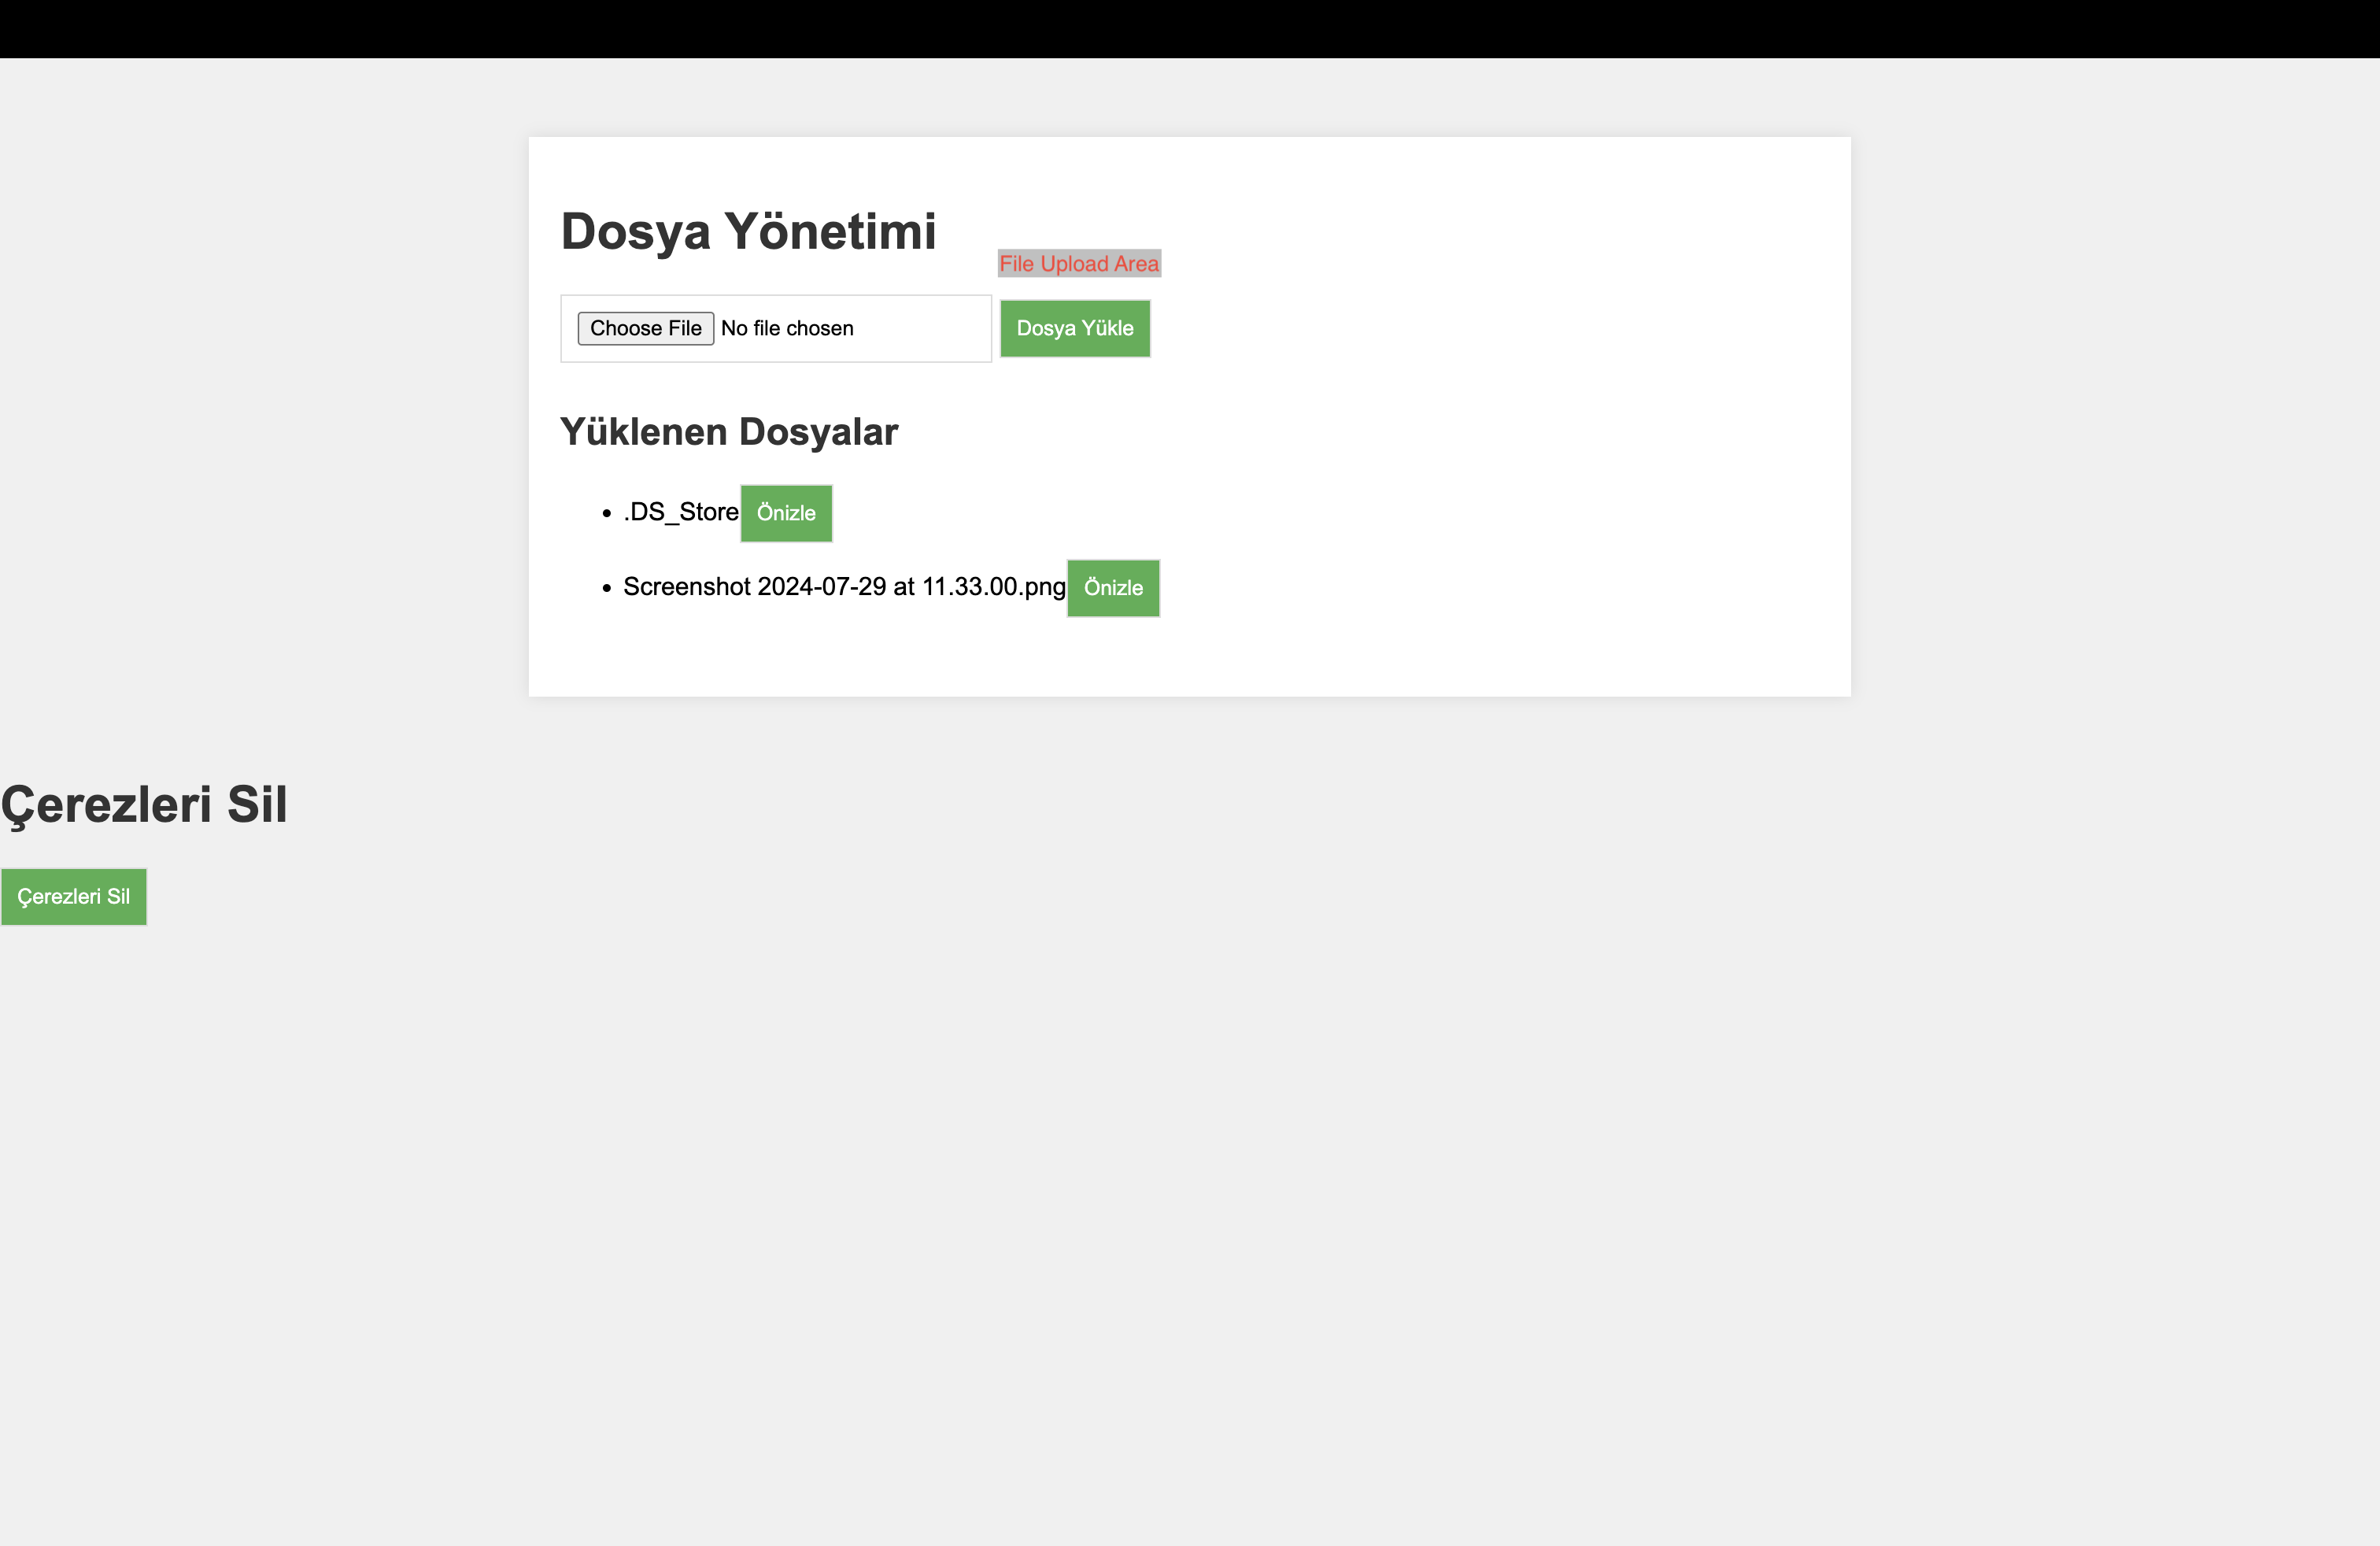 Dosya Yönetimi
File Upload Area
Choose File No file chosen Dosya Yükle
Yüklenen Dosyalar
.DS_Store Önizle
Screenshot 2024-07-29 at 11.33.00.png Önizle
Çerezleri Sil
Çerezleri Sil